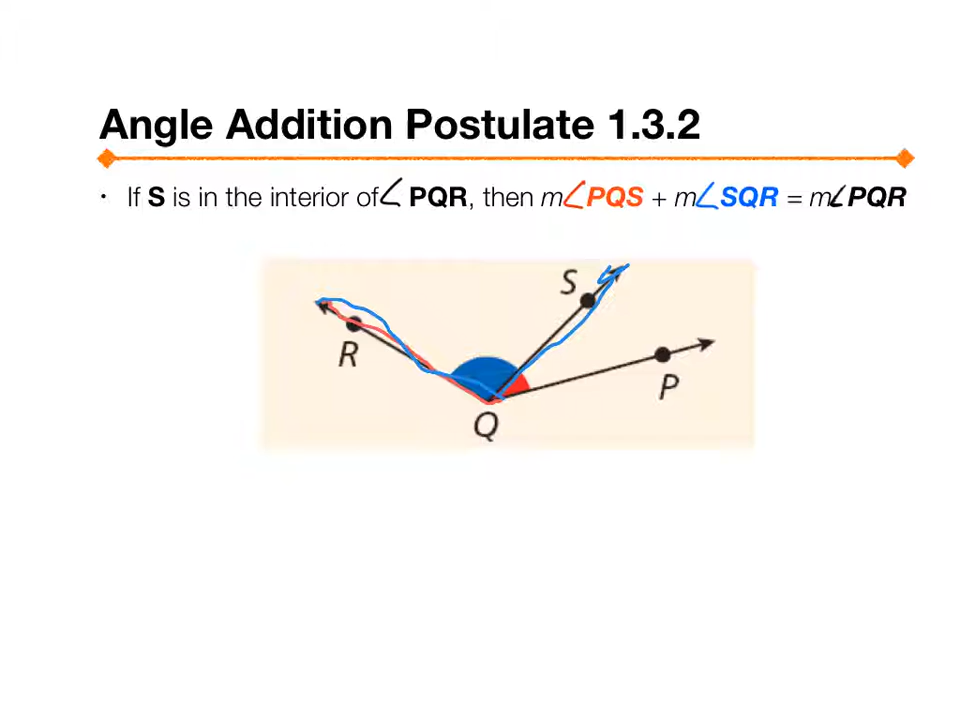 Angle Addition Postulate 1.3.2
• If S is in the interior of ∠ PQR, then m∠PQS + m∠SQR = m∠PQR
S
R
P
Q